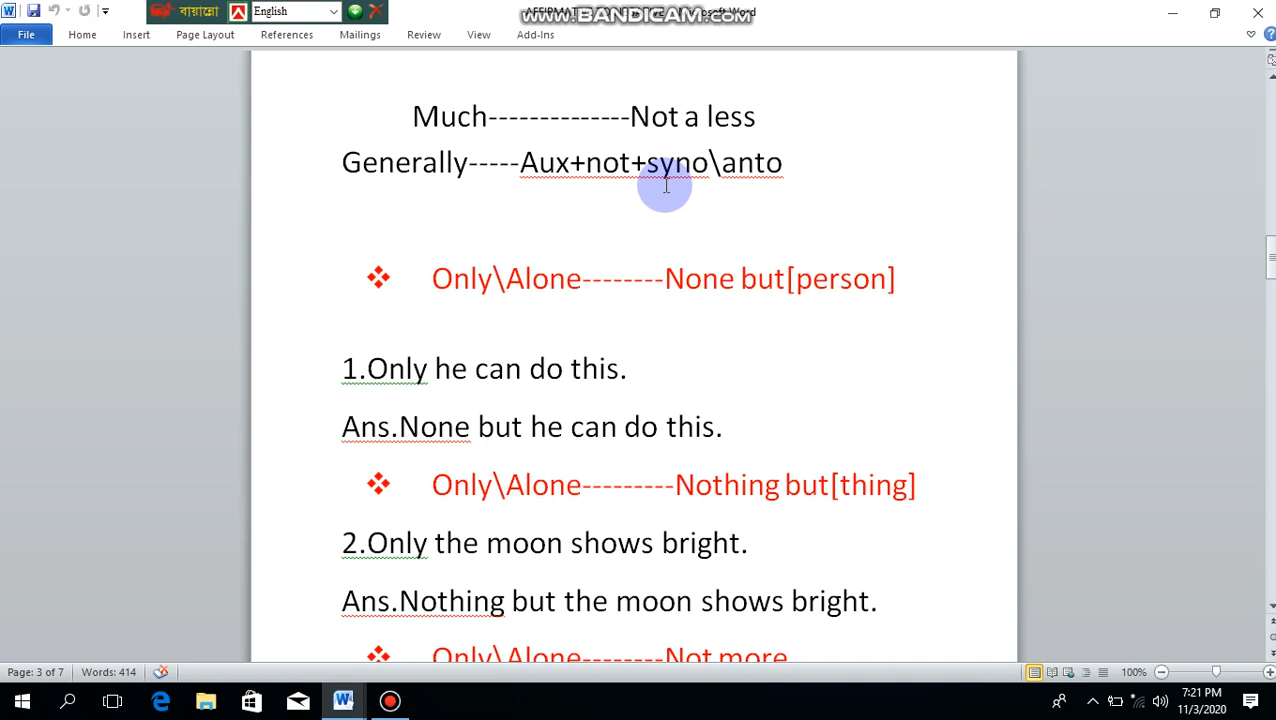 www.BANDICAM.com
osoft Word
বায়ান্নো
English
File
Home
Insert
Page Layout
References
Mailings
Review
View
Add-Ins
Much--------------Not a less
Generally-----Aux+not+syno\anto
❖ Only\Alone--------None but[person]
1.Only he can do this.
Ans.None but he can do this.
❖ Only\Alone---------Nothing but[thing]
2.Only the moon shows bright.
Ans.Nothing but the moon shows bright.
❖ Only\Alone--------Not more
Page: 3 of 7
Words: 414
100%
7:21 PM
11/3/2020